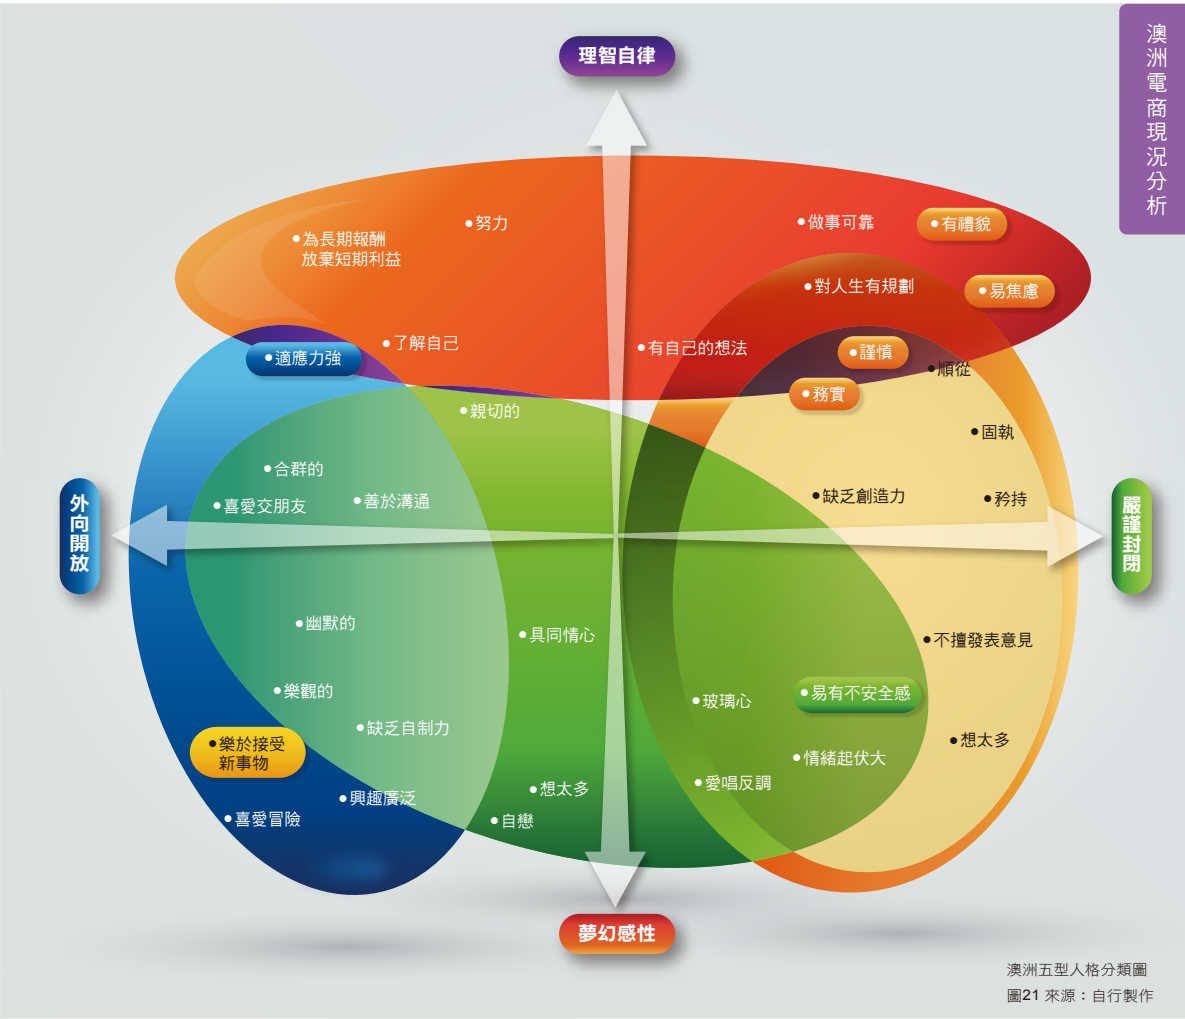 澳洲電商現況分析
理智自律
•努力
•為長期報酬
放棄短期利益
•做事可靠
•有禮貌
•對人生有規劃
•易焦慮
•了解自己
•有自己的想法
•謹慎
•適應力強
•順從
•務實
•親切的
•固執
•合群的
•喜愛交朋友
•善於溝通
•缺乏創造力
•矜持
外向開放
嚴謹封閉
•幽默的
•具同情心
•不擅發表意見
•樂觀的
•玻璃心
•易有不安全感
•缺乏自制力
•樂於接受
新事物
•想太多
•情緒起伏大
•愛唱反調
•想太多
•興趣廣泛
•喜愛冒險
•自戀
夢幻感性
澳洲五型人格分類圖
圖21 來源：自行製作